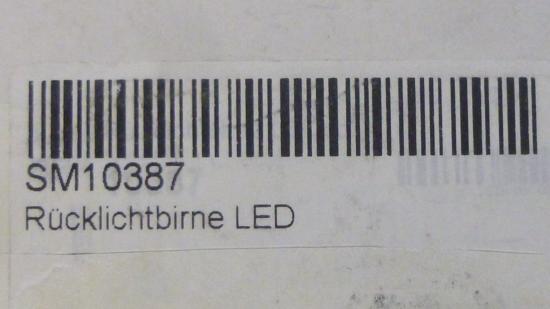 SM10387
Rücklichtbirne LED